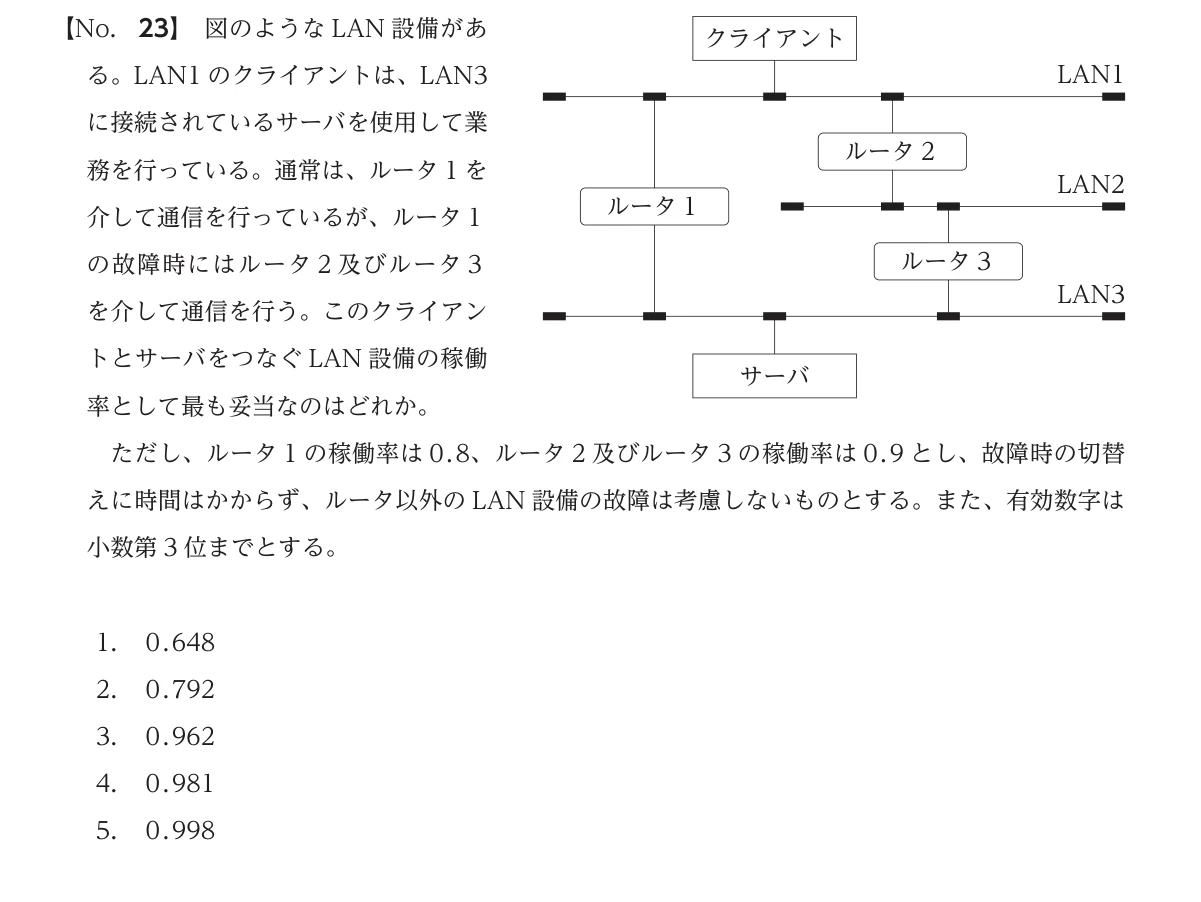 【No. 23】 図のような LAN 設備があ
る。LAN1 のクライアントは、LAN3
に接続されているサーバを使用して業
務を行っている。通常は、ルータ 1 を
介して通信を行っているが、ルータ 1
の故障時にはルータ 2 及びルータ 3
を介して通信を行う。このクライアン
トとサーバをつなぐ LAN 設備の稼働
率として最も妥当なのはどれか。
クライアント
LAN1
ルータ 2
LAN2
ルータ 1
ルータ 3
LAN3
サーバ
ただし、ルータ 1 の稼働率は 0.8、ルータ 2 及びルータ 3 の稼働率は 0.9 とし、故障時の切替
えに時間はかからず、ルータ以外の LAN 設備の故障は考慮しないものとする。また、有効数字は
小数第 3 位までとする。
1. 0.648
2. 0.792
3. 0.962
4. 0.981
5. 0.998